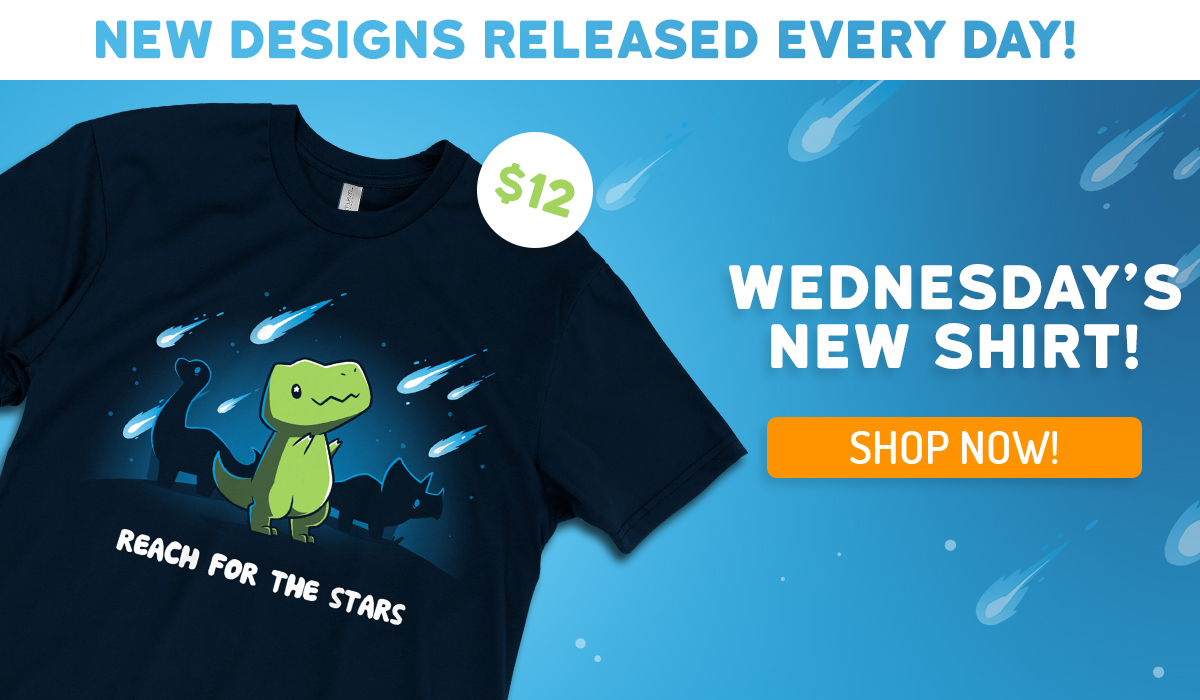 NEW DESIGNS RELEASED EVERY DAY!
$12
WEDNESDAY'S
NEW SHIRT!
SHOP NOW!
REACH FOR THE STARS